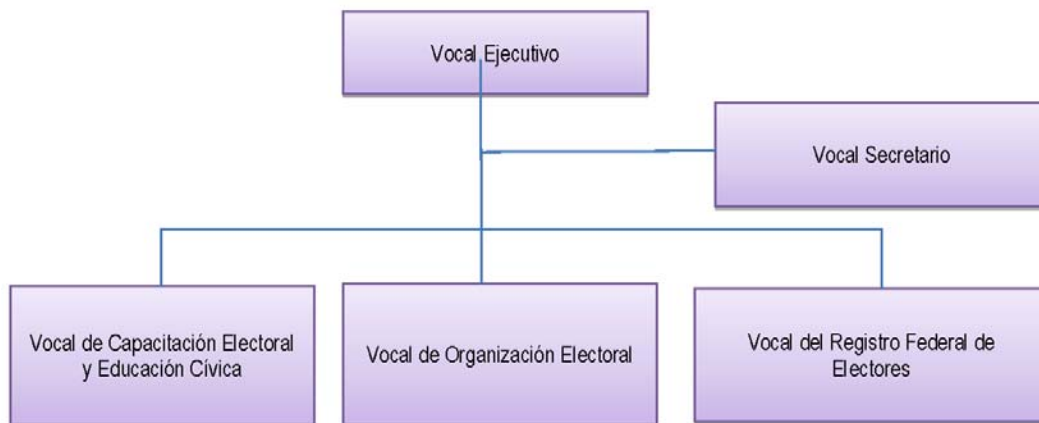 Vocal Ejecutivo
Vocal Secretario
Vocal de Capacitación Electoral
y Educación Cívica
Vocal de Organización Electoral
Vocal del Registro Federal de
Electores